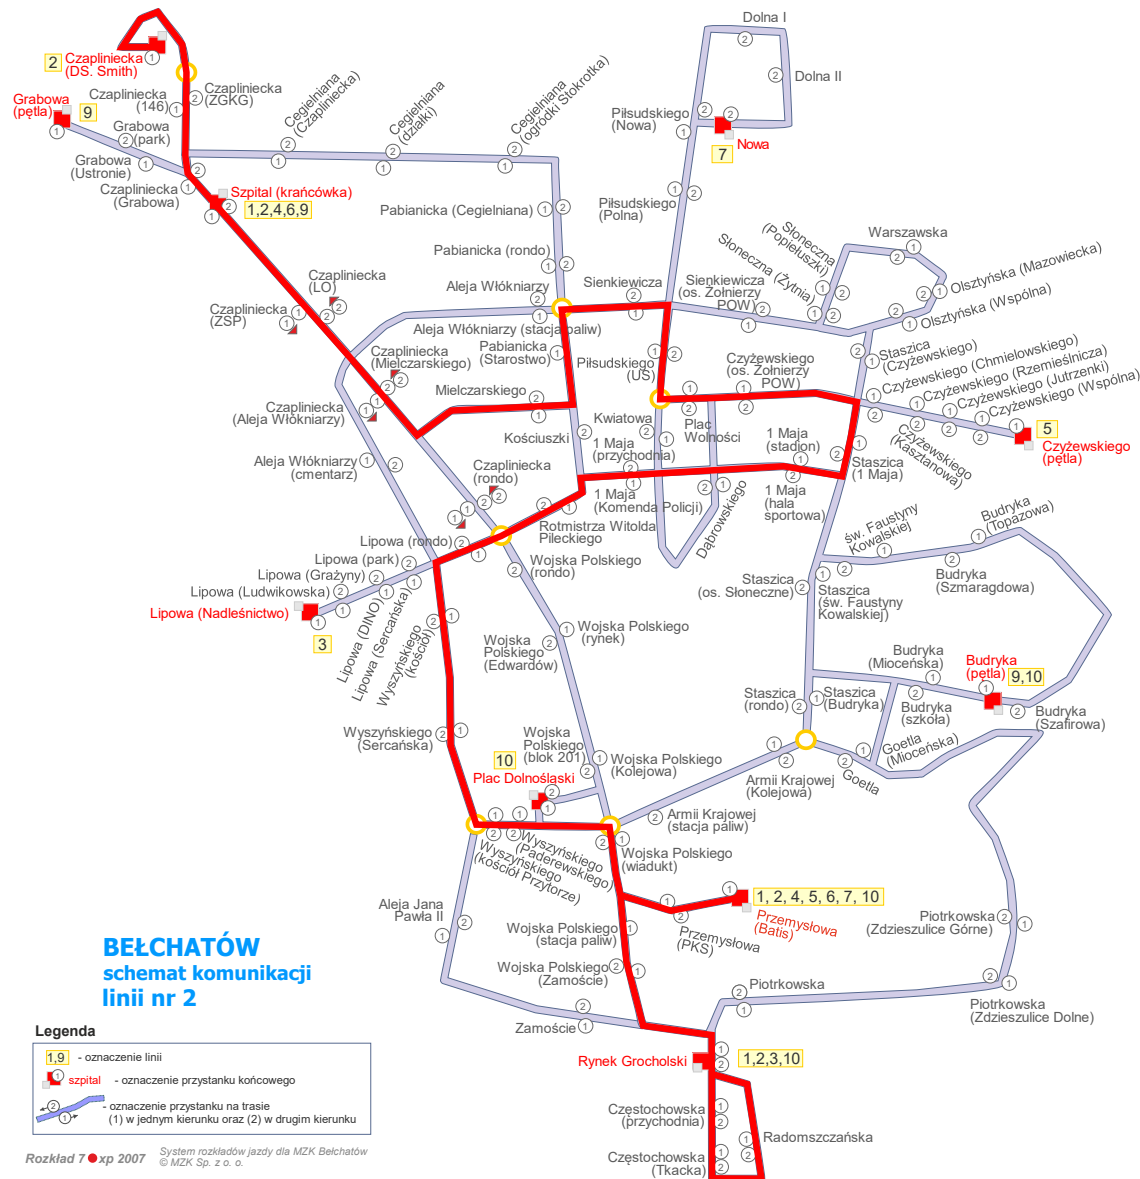 Dolna I
Dolna II
2 Czapliniecka
(DS. Smith)
Czapliniecka
(ZGKG)
Czapliniecka
(146)
Grabowa
(pętla)
9
Grabowa
(park)
Grabowa
(Ustronie)
Czapliniecka
(Grabowa)
Cegielniana
(Czapliniecka)
Cegielniana
(działki)
Cegielniana
(ogródki Stokrotka)
Piłsudskiego
(Nowa)
Nowa
7
Szpital (krańcówka)
1,2,4,6,9
Pabianicka (Cegielniana)
Piłsudskiego
(Polna)
Pabianicka (rondo)
Słoneczna (Żytnia)
Słoneczna
(Popiełuszki)
Warszawska
Olsztyńska (Mazowiecka)
Olsztyńska (Wspólna)
Czapliniecka
(LO)
Aleja Włókniarzy
Sienkiewicza
Sienkiewicza
(os. Żołnierzy
POW)
Czapliniecka
(ZSP)
Aleja Włókniarzy (stacja paliw)
Pabianicka
(Starostwo)
Piłsudskiego
(US)
Czyżewskiego
(os. Żołnierzy
POW)
Staszica
(Czyżewskiego)
Czyżewskiego (Chmielowskiego)
Czyżewskiego (Rzemieślnicza)
Czyżewskiego (Jutrzenki)
Czyżewskiego (Wspólna)
Czapliniecka
(Mielczarskiego)
Mielczarskiego
Czapliniecka
(Aleja Włókniarzy)
Kościuszki
Kwiatowa
Plac
Wolności
1 Maja
(przychodnia)
1 Maja
(stadion)
Czyżewskiego
(Kasztanowa)
5
Czyżewskiego
(pętla)
Aleja Włókniarzy
(cmentarz)
Czapliniecka
(rondo)
1 Maja
(Komenda Policji)
Dąbrowskiego
1 Maja
(hala
sportowa)
Staszica
(1 Maja)
Rotmistrza Witolda
Pileckiego
św. Faustyny
Kowalskiej
Budryka
(Topazowa)
Lipowa (rondo)
Lipowa (park)
Lipowa (Grażyny)
Lipowa (Ludwikowska)
Lipowa (Nadleśnictwo)
3
Lipowa (DINO)
Lipowa (Sercańska)
Wyszyńskiego
(kościół)
Wojska Polskiego
(rondo)
Staszica
(os. Słoneczne)
Staszica
(św. Faustyny
Kowalskiej)
Budryka
(Szmaragdowa)
Wojska Polskiego
(rynek)
Wojska
Polskiego
(Edwardów)
Budryka
(Mioceńska)
Budryka
(pętla)
9,10
Staszica
(rondo)
Staszica
(Budryka)
Budryka
(szkoła)
Budryka
(Szafirowa)
Wyszyńskiego
(Sercańska)
Wojska
Polskiego
(blok 201)
Wojska Polskiego
(Kolejowa)
Goetla
(Mioceńska)
Goetla
10
Plac Dolnośląski
Armii Krajowej
(Kolejowa)
Armii Krajowej
(stacja paliw)
Wyszyńskiego
(Paderewskiego)
Wyszyńskiego
(kościół Przytorze)
Wojska Polskiego
(wiadukt)
1, 2, 4, 5, 6, 7, 10
Przemysłowa
(Batis)
Przemysłowa
(PKS)
Aleja Jana
Pawła II
Wojska Polskiego
(stacja paliw)
Piotrkowska
(Zdzieszulice Górne)
Wojska Polskiego
(Zamoście)
Piotrkowska
Piotrkowska
(Zdzieszulice Dolne)
Zamoście
Rynek Grocholski
1,2,3,10
Częstochowska
(przychodnia)
Radomszczańska
Częstochowska
(Tkacka)
BEŁCHATÓW
schemat komunikacji
linii nr 2
Legenda
1,9 - oznaczenie linii
szpital - oznaczenie przystanku końcowego
- oznaczenie przystanku na trasie
(1) w jednym kierunku oraz (2) w drugim kierunku
Rozkład 7 xp 2007
System rozkładów jazdy dla MZK Bełchatów
© MZK Sp. z o. o.